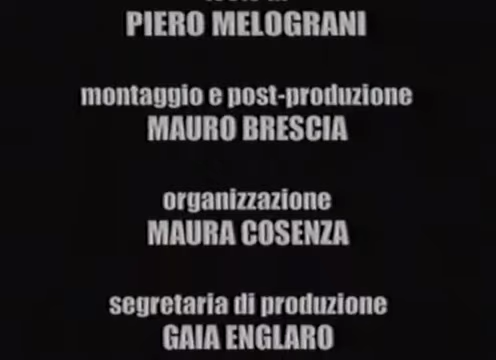 PIERO MELOGRANI
montaggio e post-produzione
MAURO BRESCIA
organizzazione
MAURA COSENZA
segretaria di produzione
GAIA ENGLARO